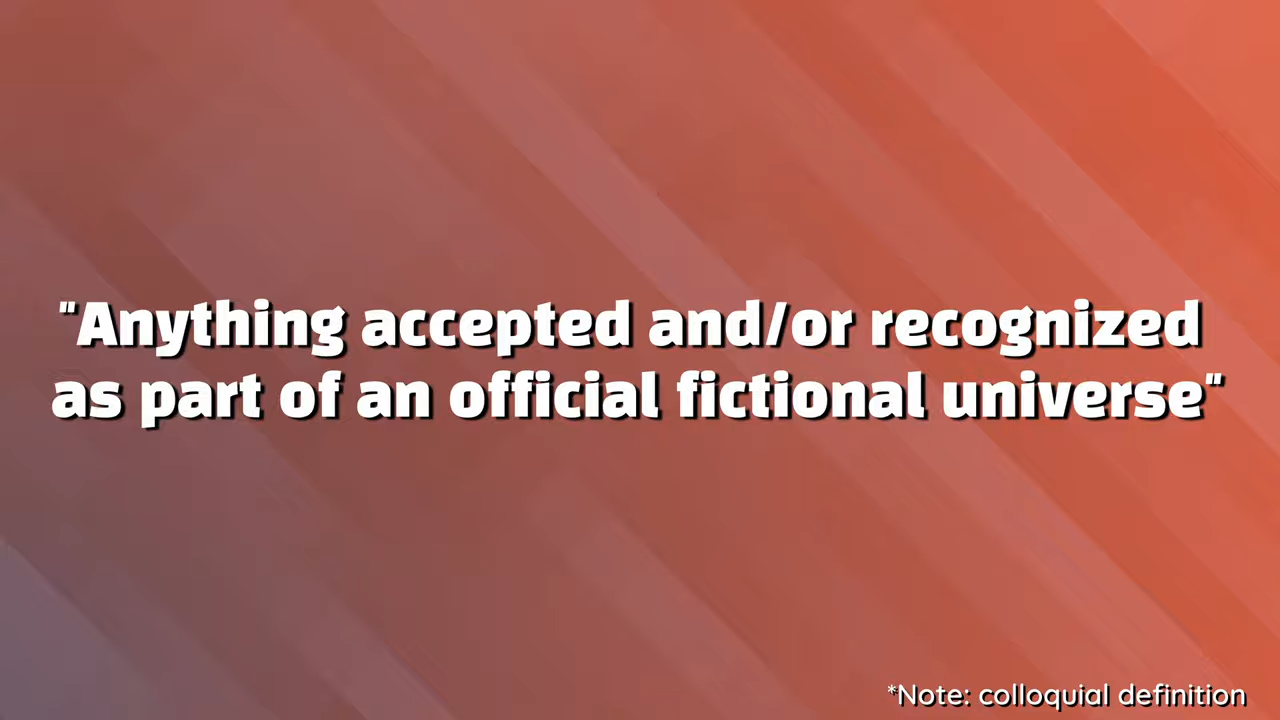 "Anything accepted and/or recognized
as part of an official fictional universe"
*Note: colloquial definition